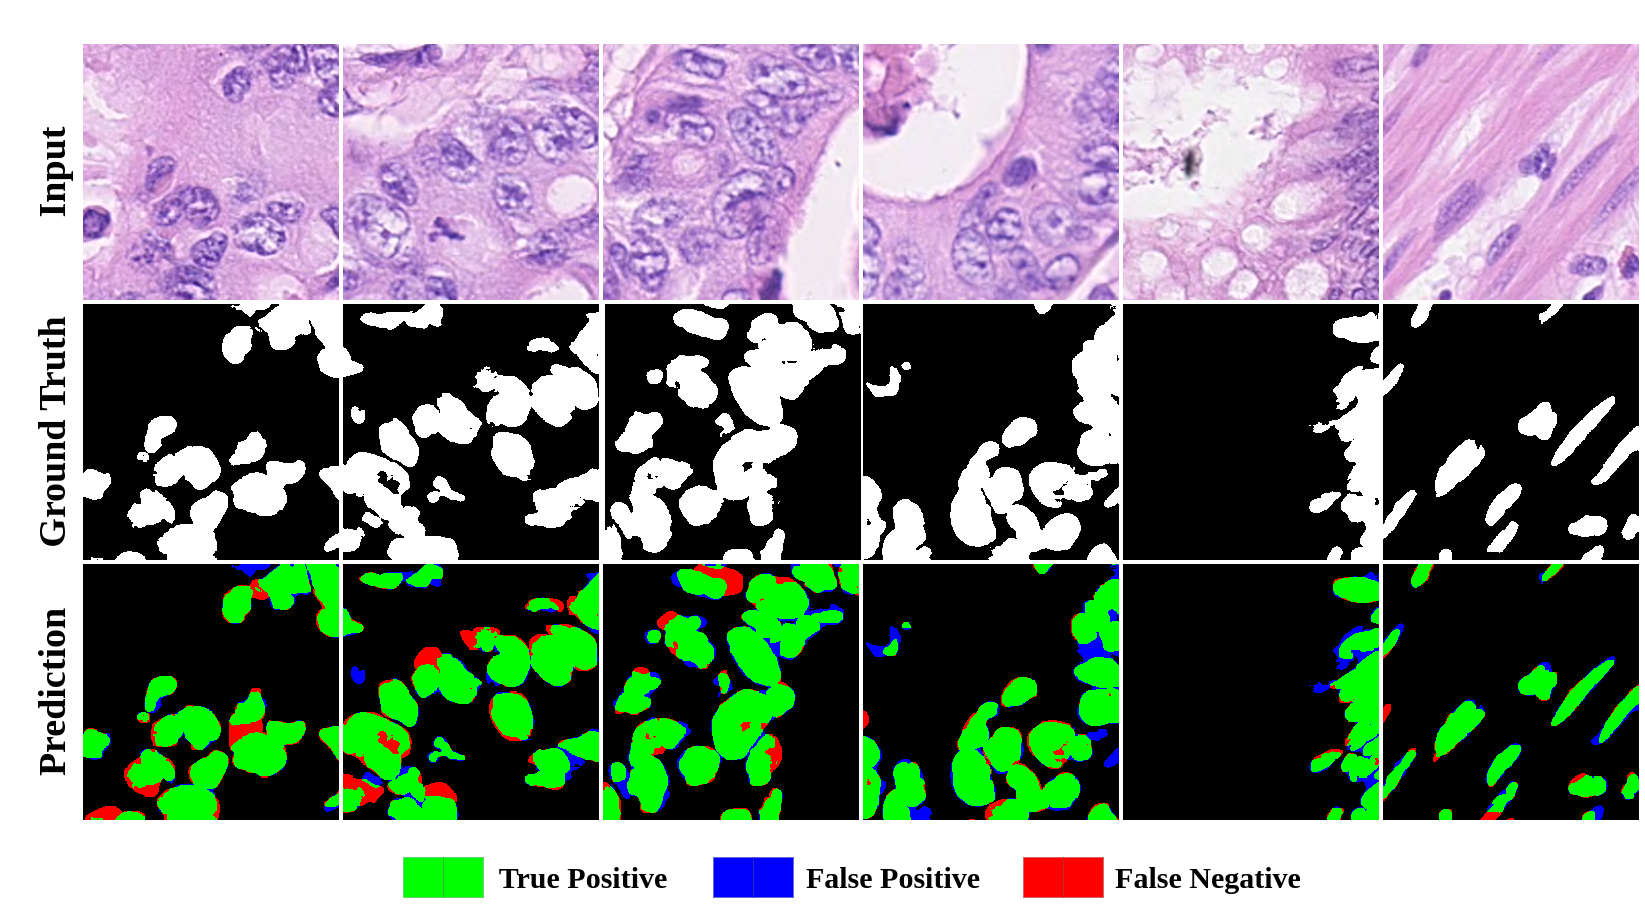 Input
Ground Truth
Prediction
True Positive
False Positive
False Negative